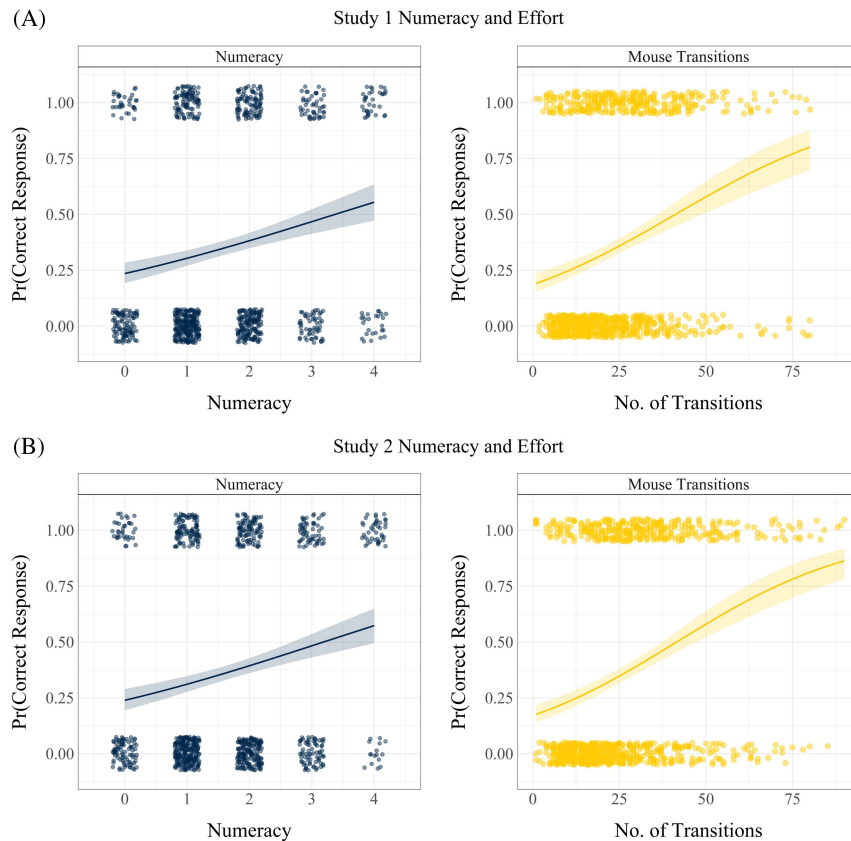 (A)
Study 1 Numeracy and Effort
Numeracy
Mouse Transitions
Pr(Correct Response)
1.00
0.75
0.50
0.25
0.00
0 1 2 3 4
Numeracy
Pr(Correct Response)
1.00
0.75
0.50
0.25
0.00
0 25 50 75
No. of Transitions
(B)
Study 2 Numeracy and Effort
Numeracy
Mouse Transitions
Pr(Correct Response)
1.00
0.75
0.50
0.25
0.00
0 1 2 3 4
Numeracy
Pr(Correct Response)
1.00
0.75
0.50
0.25
0.00
0 25 50 75
No. of Transitions